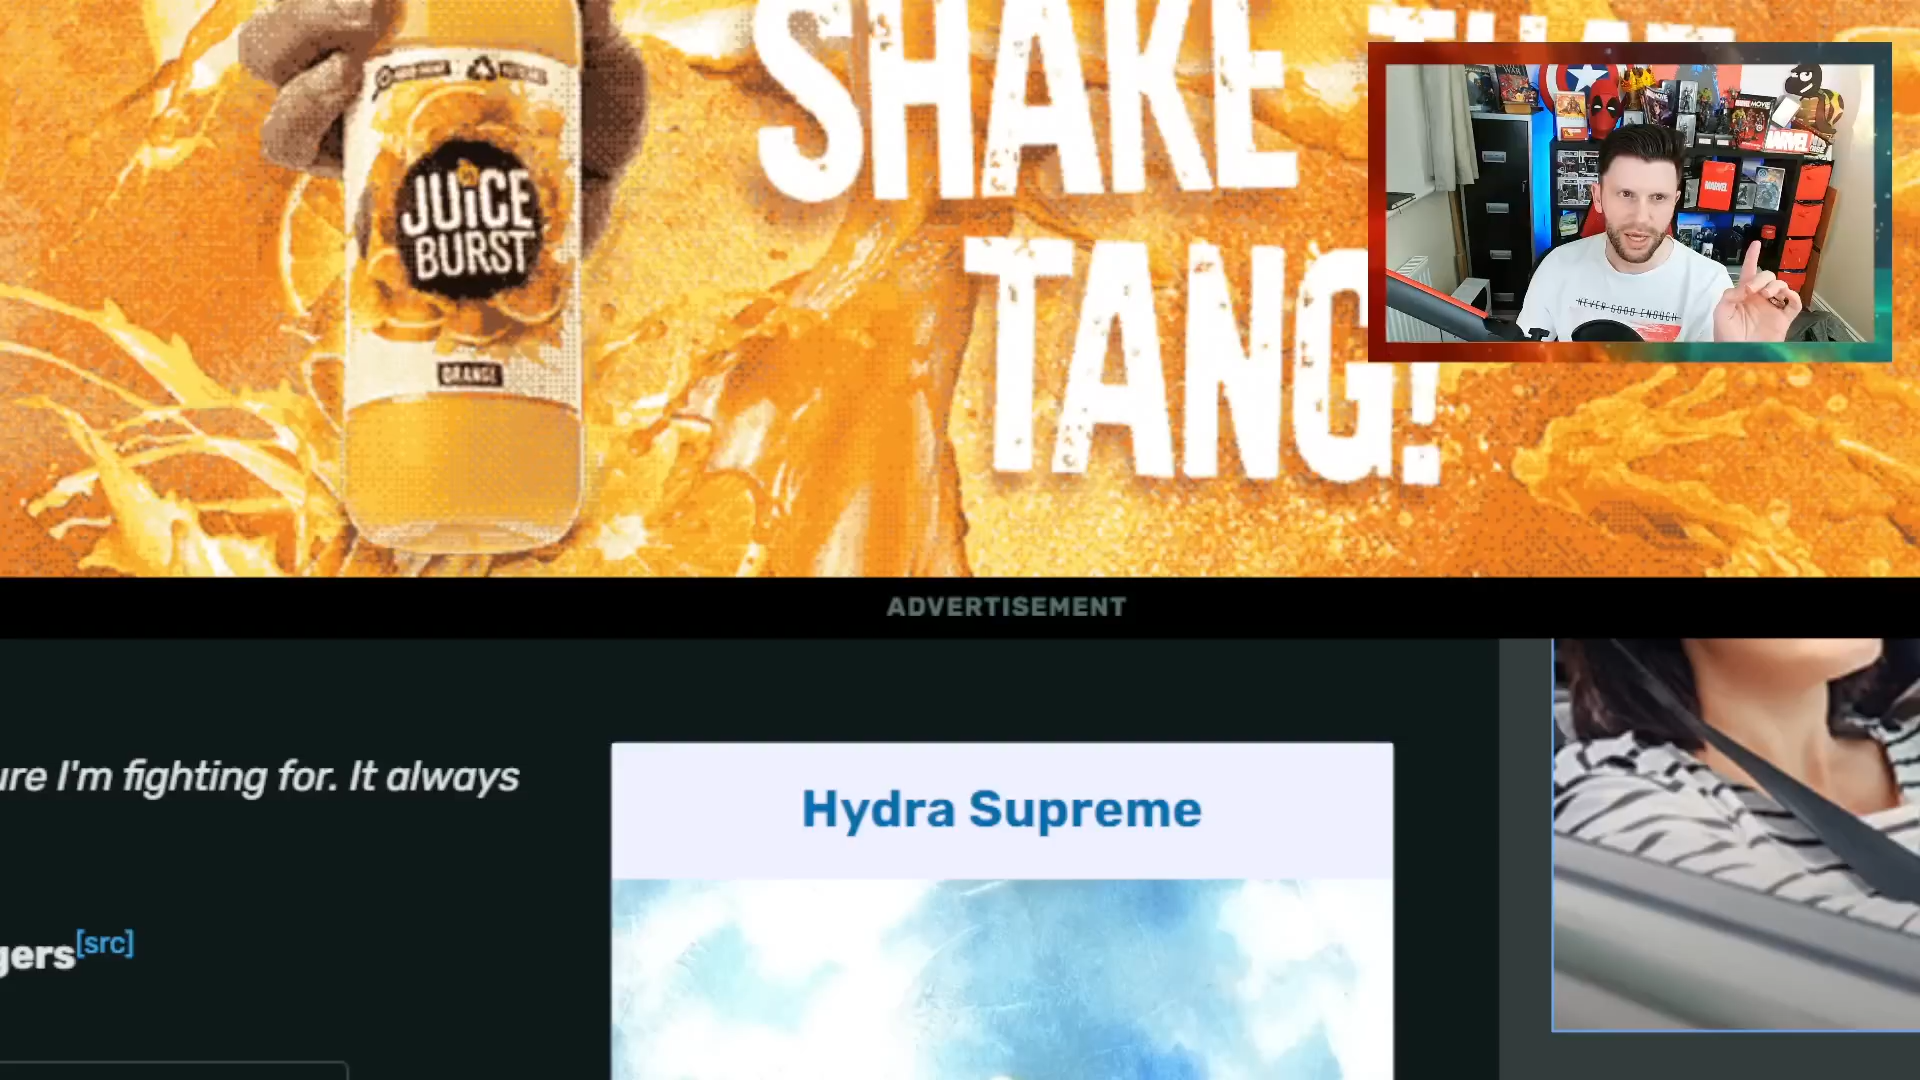 SHAKE THAT
TANG!
JUiCE
BURST
ORANGE
MARVEL
NEVER GOOD ENOUGH
ADVERTISEMENT
ure I'm fighting for. It always
Hydra Supreme
gers[src]